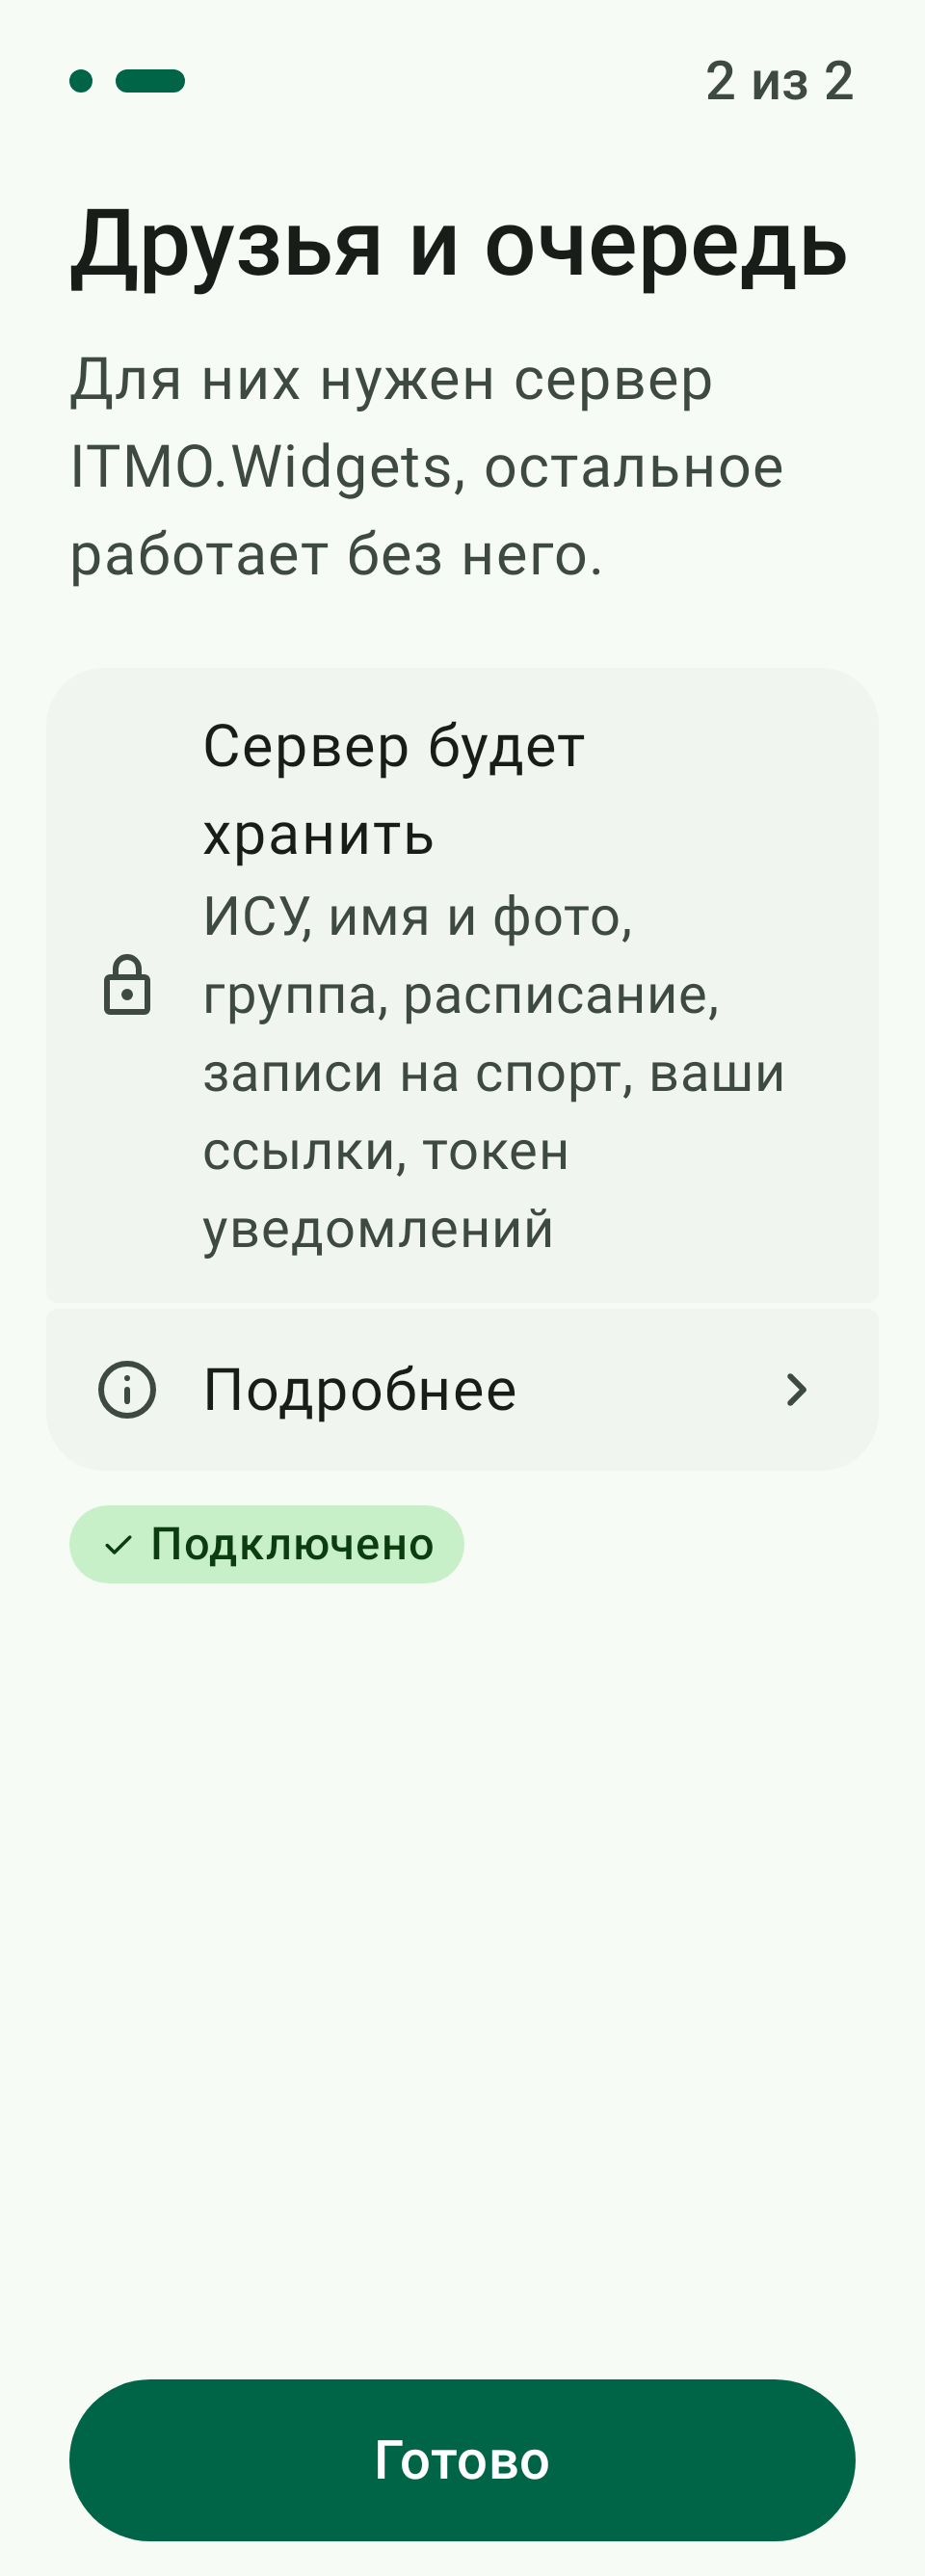 2 из 2
Друзья и очередь
Для них нужен сервер
ITMO.Widgets, остальное
работает без него.
Сервер будет
хранить
ИСУ, имя и фото,
группа, расписание,
записи на спорт, ваши
ссылки, токен
уведомлений
Подробнее
Подключено
Готово